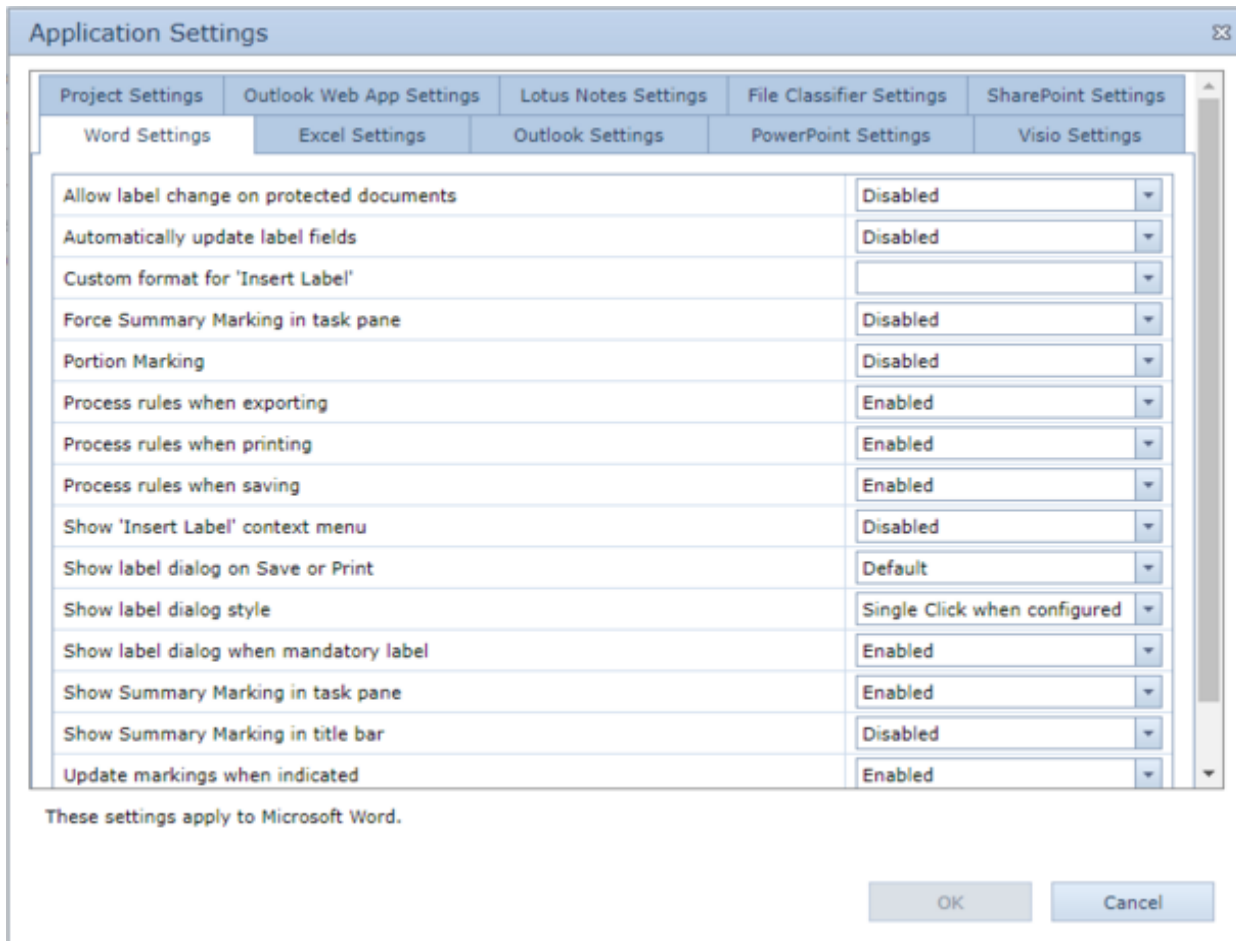 Application Settings
Project Settings Outlook Web App Settings Lotus Notes Settings File Classifier Settings SharePoint Settings
Word Settings Excel Settings Outlook Settings PowerPoint Settings Visio Settings
Allow label change on protected documents Disabled
Automatically update label fields Disabled
Custom format for 'Insert Label'
Force Summary Marking in task pane Disabled
Portion Marking Disabled
Process rules when exporting Enabled
Process rules when printing Enabled
Process rules when saving Enabled
Show 'Insert Label' context menu Disabled
Show label dialog on Save or Print Default
Show label dialog style Single Click when configured
Show label dialog when mandatory label Enabled
Show Summary Marking in task pane Enabled
Show Summary Marking in title bar Disabled
Update markings when indicated Enabled
These settings apply to Microsoft Word.
OK Cancel